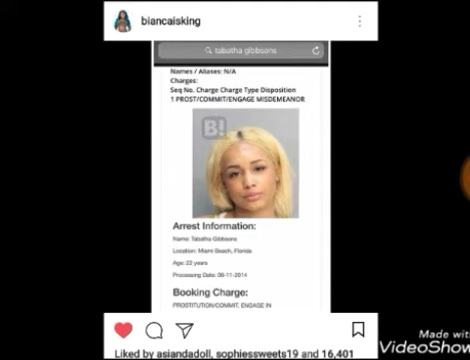 biancaisking
tabatha gibbsons
Names / Aliases: N/A
Charges:
Seq No. Charge Charge Type Disposition
1 PROST/COMMIT/ENGAGE MISDEMEANOR
B!
Arrest Information:
Name: Tabatha Gibbsons
Location: Miami Beach, Florida
Age: 22 years
Processing Date: 08-11-2014
Booking Charge:
PROSTITUTION/COMMIT, ENGAGE IN
Liked by asiandadoll, sophiessweets19 and 16,401
Made with
VideoShow